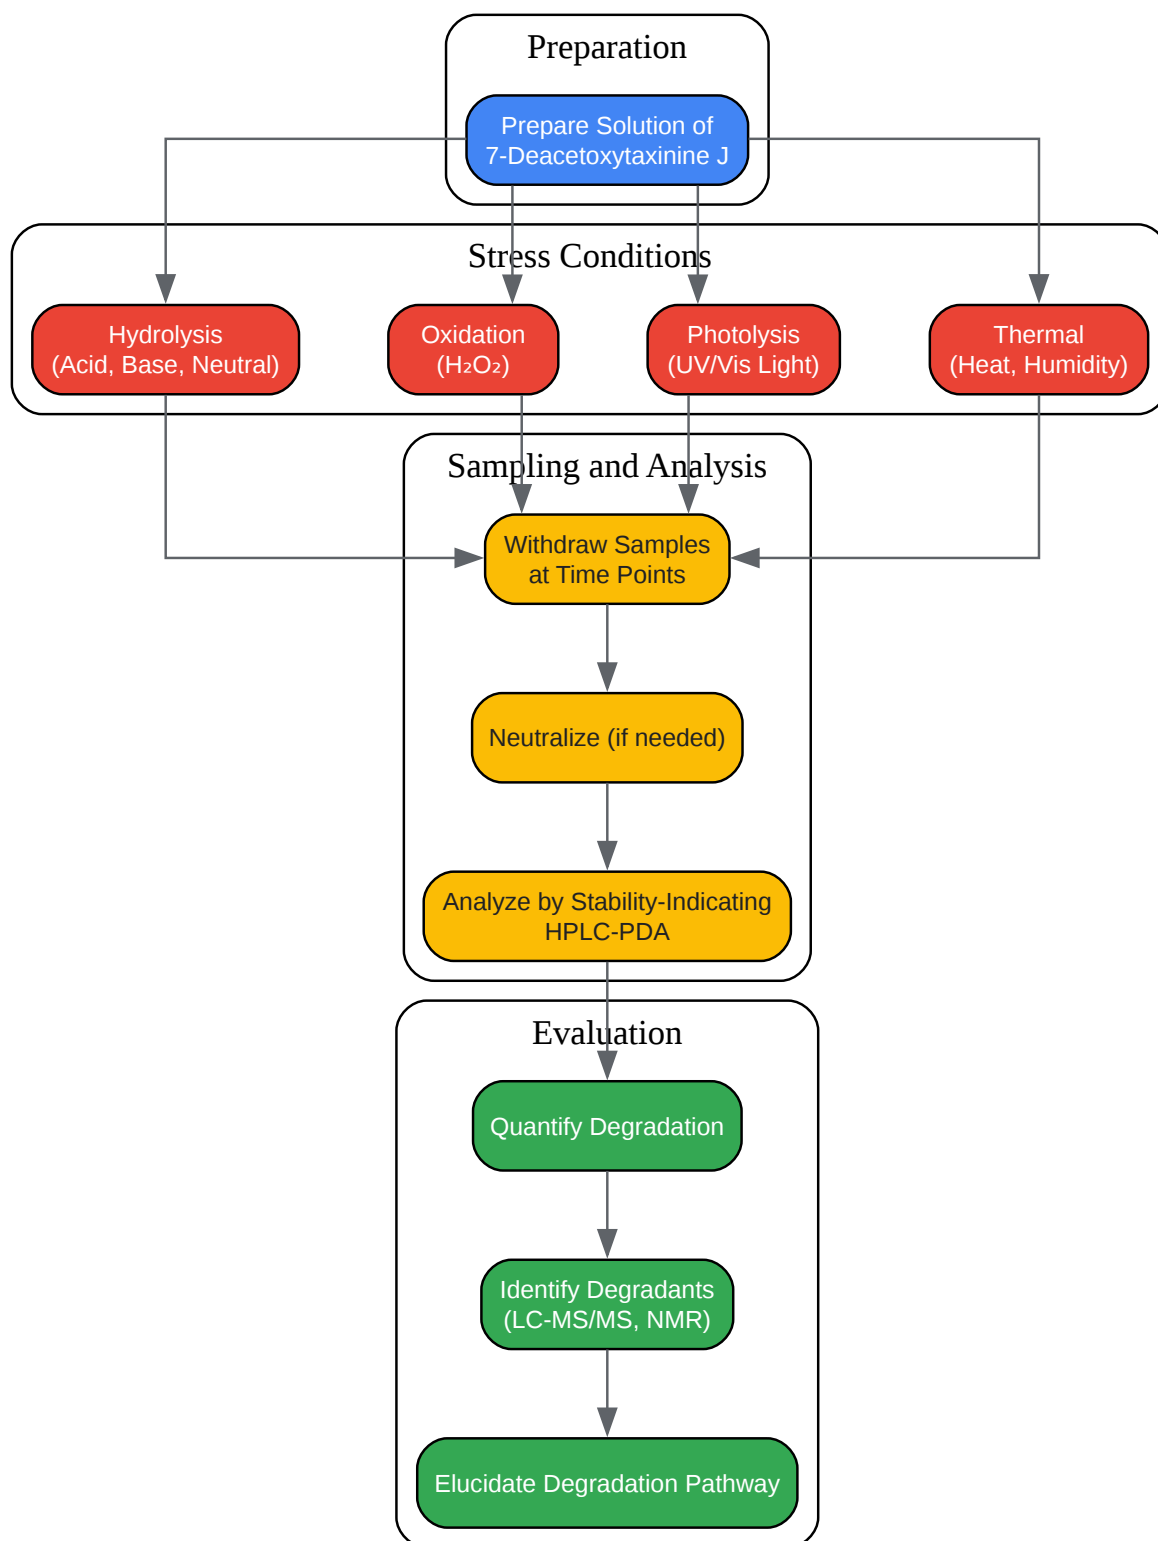 Preparation
Prepare Solution of
7-Deacetoxytaxinine J
Stress Conditions
Hydrolysis
(Acid, Base, Neutral)
Oxidation
(H₂O₂)
Photolysis
(UV/Vis Light)
Thermal
(Heat, Humidity)
Sampling and Analysis
Withdraw Samples
at Time Points
Neutralize (if needed)
Analyze by Stability-Indicating
HPLC-PDA
Evaluation
Quantify Degradation
Identify Degradants
(LC-MS/MS, NMR)
Elucidate Degradation Pathway